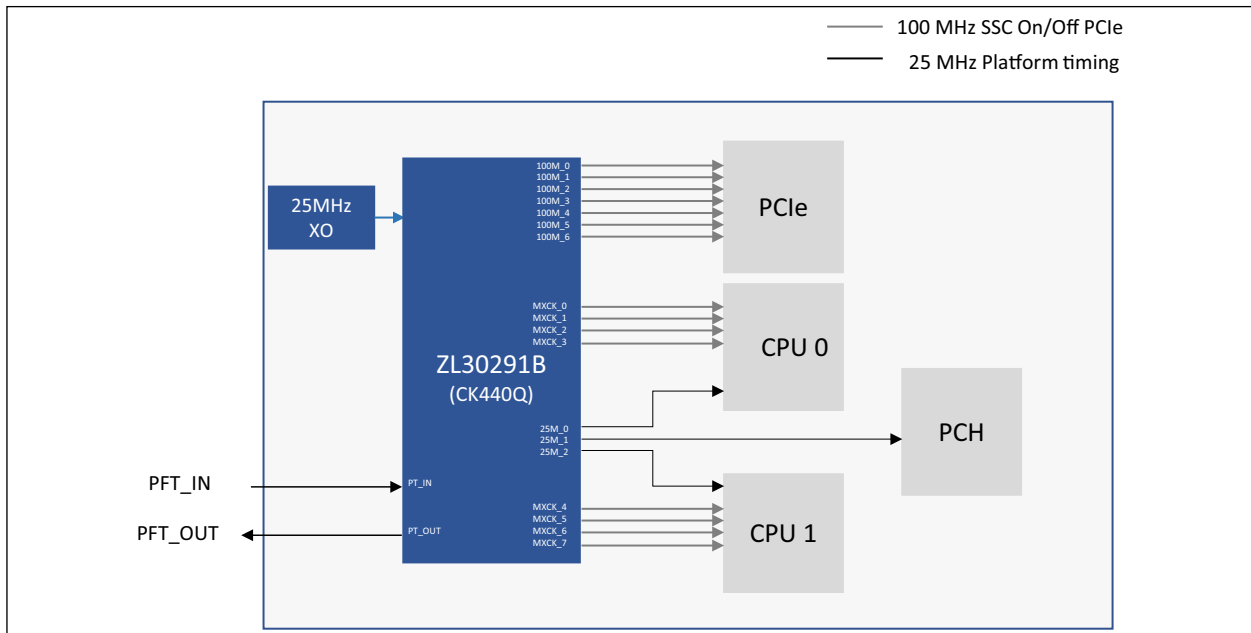 100 MHz SSC On/Off PCIe
25 MHz Platform timing
25MHz
XO
100M_0
100M_1
100M_2
100M_3
100M_4
100M_5
100M_6
PCIe
MXCK_0
MXCK_1
MXCK_2
MXCK_3
CPU 0
ZL30291B
(CK440Q)
25M_0
25M_1
25M_2
PCH
PFT_IN
PT_IN
PFT_OUT
PT_OUT
MXCK_4
MXCK_5
MXCK_6
MXCK_7
CPU 1